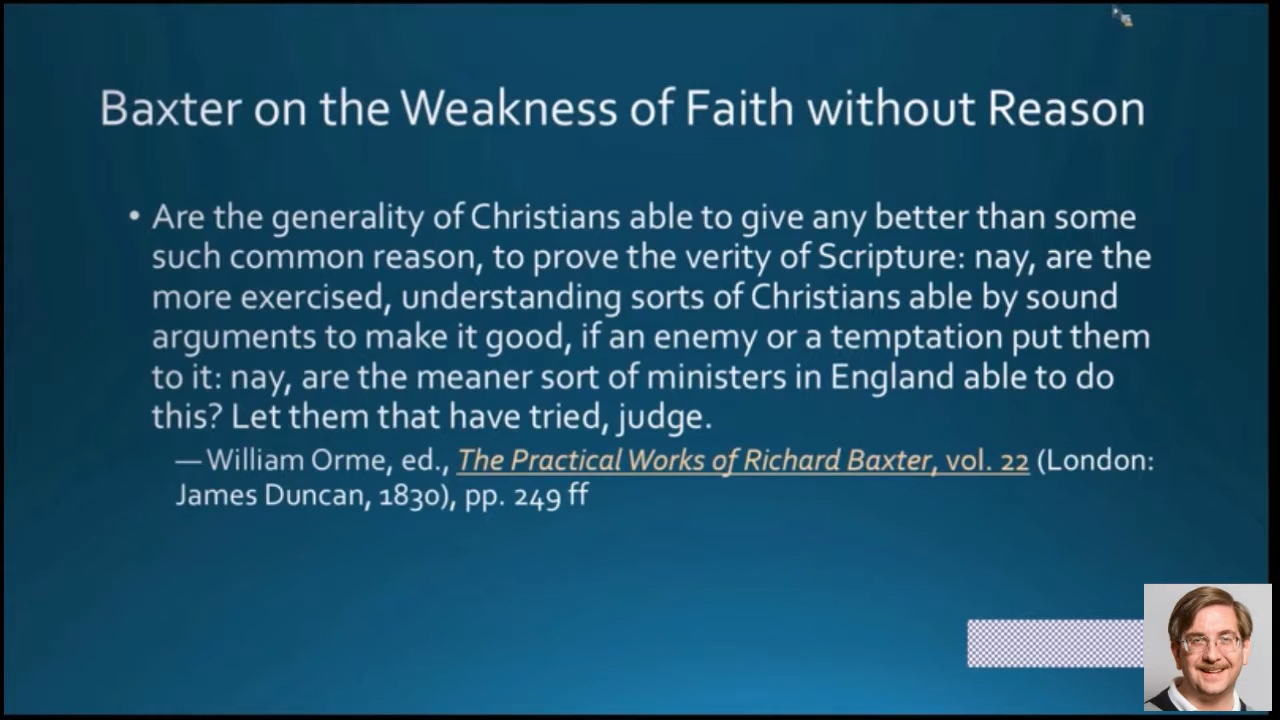 Baxter on the Weakness of Faith without Reason
• Are the generality of Christians able to give any better than some
such common reason, to prove the verity of Scripture: nay, are the
more exercised, understanding sorts of Christians able by sound
arguments to make it good, if an enemy or a temptation put them
to it: nay, are the meaner sort of ministers in England able to do
this? Let them that have tried, judge.
— William Orme, ed., The Practical Works of Richard Baxter, vol. 22 (London:
James Duncan, 1830), pp. 249 ff